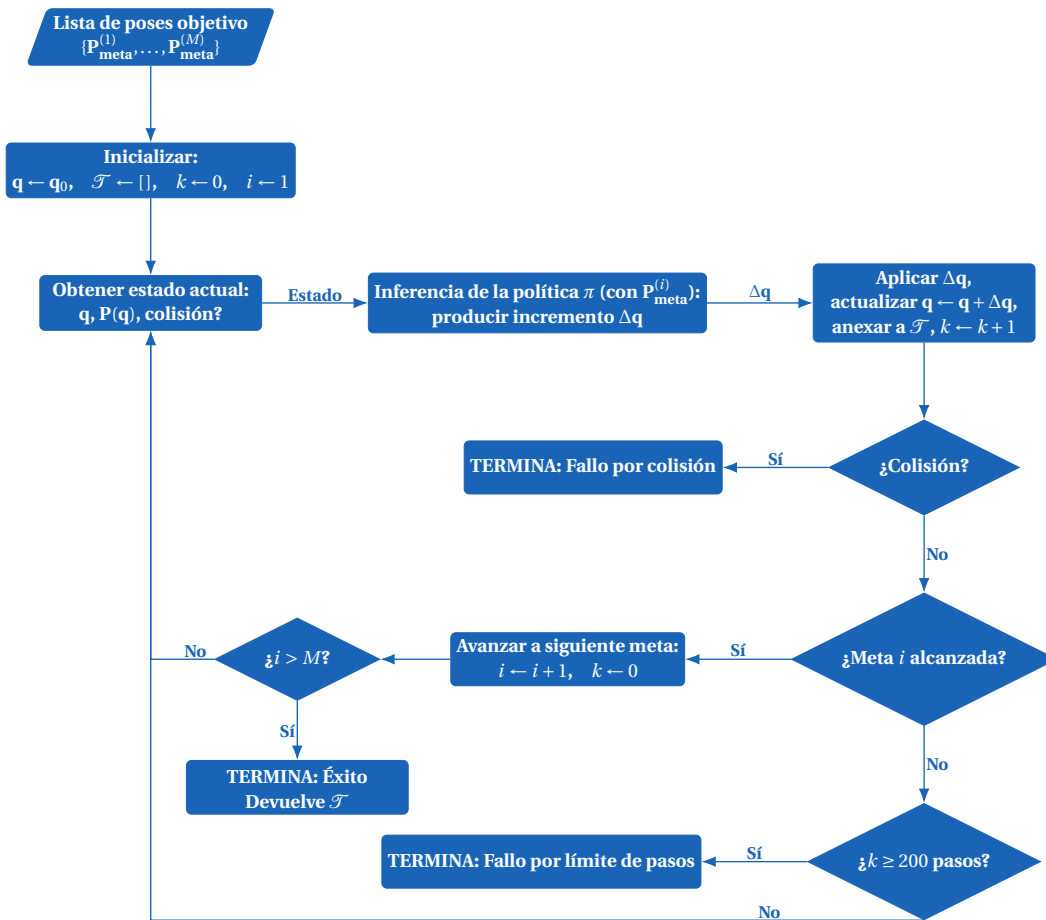 Lista de poses objetivo
{𝐏_meta^(1), . . . , 𝐏_meta^(M)}
Inicializar:
𝐪 ← 𝐪₀, 𝒯 ← [ ], k ← 0, i ← 1
Obtener estado actual:
𝐪, 𝐏(𝐪), colisión?
Estado
Inferencia de la política π (con 𝐏_meta^(i)):
producir incremento Δ𝐪
Δ𝐪
Aplicar Δ𝐪,
actualizar 𝐪 ← 𝐪 + Δ𝐪,
anexar a 𝒯, k ← k + 1
¿Colisión?
Sí
TERMINA: Fallo por colisión
No
¿Meta i alcanzada?
Sí
Avanzar a siguiente meta:
i ← i + 1, k ← 0
¿i > M?
No
Sí
TERMINA: Éxito
Devuelve 𝒯
No
¿k ≥ 200 pasos?
Sí
TERMINA: Fallo por límite de pasos
No